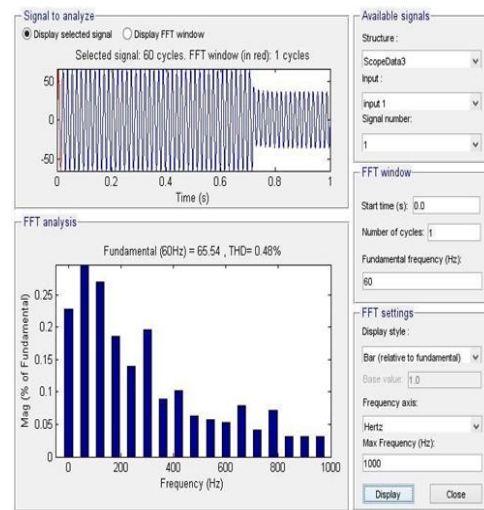 Signal to analyze
Display selected signal
Display FFT window
Selected signal: 60 cycles. FFT window (in red): 1 cycles
50
0
-50
0 0.2 0.4 0.6 0.8 1
Time (s)
FFT analysis
Fundamental (60Hz) = 65.54 , THD= 0.48%
Mag (% of Fundamental)
0.25
0.2
0.15
0.1
0.05
0
0 200 400 600 800 1000
Frequency (Hz)
Available signals
Structure :
ScopeData3
Input :
input 1
Signal number:
1
FFT window
Start time (s): 0.0
Number of cycles: 1
Fundamental frequency (Hz):
60
FFT settings
Display style :
Bar (relative to fundamental)
Base value: 1.0
Frequency axis:
Hertz
Max Frequency (Hz):
1000
Display Close